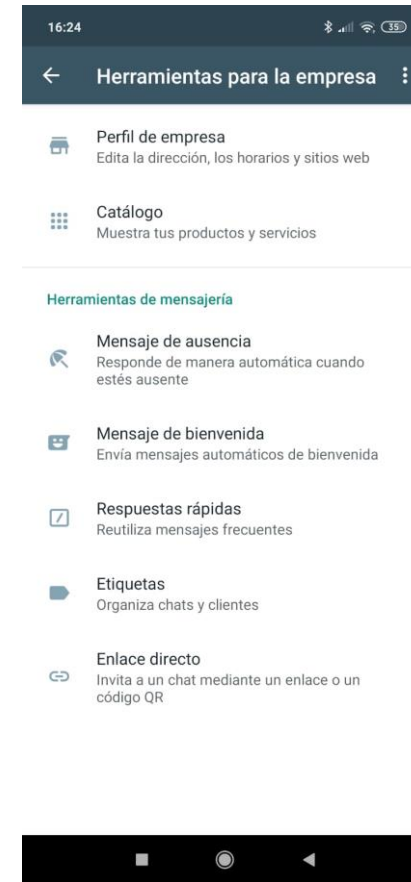 16:24
35
Herramientas para la empresa
Perfil de empresa
Edita la dirección, los horarios y sitios web
Catálogo
Muestra tus productos y servicios
Herramientas de mensajería
Mensaje de ausencia
Responde de manera automática cuando
estés ausente
Mensaje de bienvenida
Envía mensajes automáticos de bienvenida
Respuestas rápidas
Reutiliza mensajes frecuentes
Etiquetas
Organiza chats y clientes
Enlace directo
Invita a un chat mediante un enlace o un
código QR